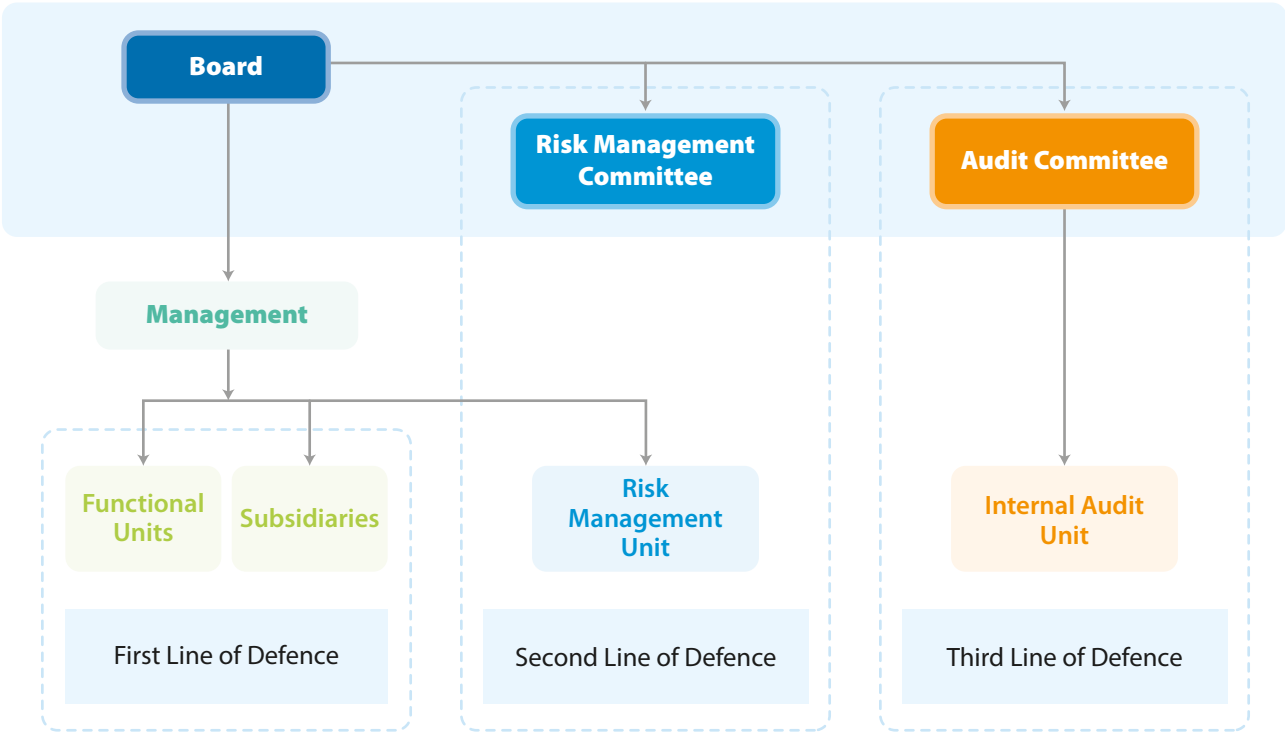 Board
Risk Management
Committee
Audit Committee
Management
Functional
Units
Subsidiaries
Risk
Management
Unit
Internal Audit
Unit
First Line of Defence
Second Line of Defence
Third Line of Defence